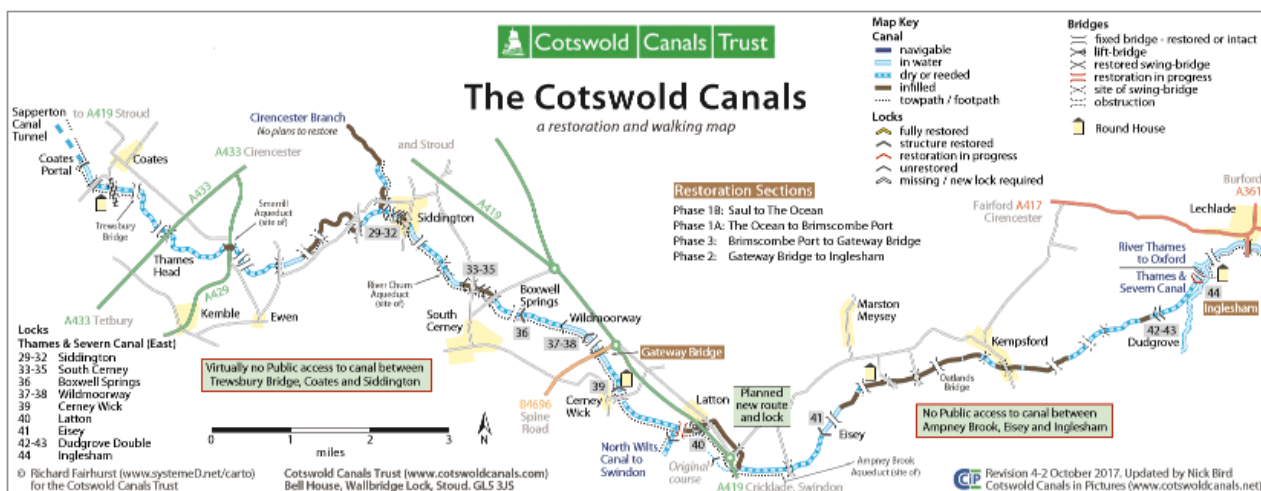 Cotswold Canals Trust
The Cotswold Canals
a restoration and walking map
Map Key
Canal
navigable
in water
dry or reeded
infilled
towpath / footpath
Locks
fully restored
structure restored
restoration in progress
unrestored
missing / new lock required
Bridges
fixed bridge - restored or intact
lift-bridge
restored swing-bridge
restoration in progress
site of swing-bridge
obstruction
Round House
Restoration Sections
Phase 1B: Saul to The Ocean
Phase 1A: The Ocean to Brimscombe Port
Phase 3: Brimscombe Port to Gateway Bridge
Phase 2: Gateway Bridge to Inglesham
Sapperton
Canal
Tunnel
to A419 Stroud
Coates
Portal
Coates
Trewsbury
Bridge
A433 Cirencester
A433
Thames
Head
A433 Tetbury
A429
Kemble
Ewen
Smerrill
Aqueduct
(site of)
Cirencester Branch
No plans to restore
and Stroud
A419
Siddington
29-32
River Churn
Aqueduct
(site of)
33-35
South
Cerney
Boxwell
Springs
36
Wildmoorway
37-38
Gateway Bridge
B4696
Spine
Road
39
Cerney
Wick
North Wilts
Canal to
Swindon
Latton
40
Original
course
Planned
new route
and lock
A419 Cricklade, Swindon
Ampney Brook
Aqueduct (site of)
41
Eisey
Marston
Meysey
Kempsford
Oatlands
Bridge
Fairford A417
Cirencester
Burford
A361
Lechlade
River Thames
to Oxford
Thames &
Severn Canal
44
Inglesham
42-43
Dudgrove
Virtually no Public access to canal between
Trewsbury Bridge, Coates and Siddington
No Public access to canal between
Ampney Brook, Eisey and Inglesham
Locks
Thames & Severn Canal (East)
29-32 Siddington
33-35 South Cerney
36 Boxwell Springs
37-38 Wildmoorway
39 Cerney Wick
40 Latton
41 Eisey
42-43 Dudgrove Double
44 Inglesham
0 1 2 3
miles
N
© Richard Fairhurst (www.systemeD.net/carto)
for the Cotswold Canals Trust
Cotswold Canals Trust (www.cotswoldcanals.com)
Bell House, Wallbridge Lock, Stoud. GL5 3JS
CiP
Revision 4-2 October 2017. Updated by Nick Bird
Cotswold Canals in Pictures (www.cotswoldcanals.net)